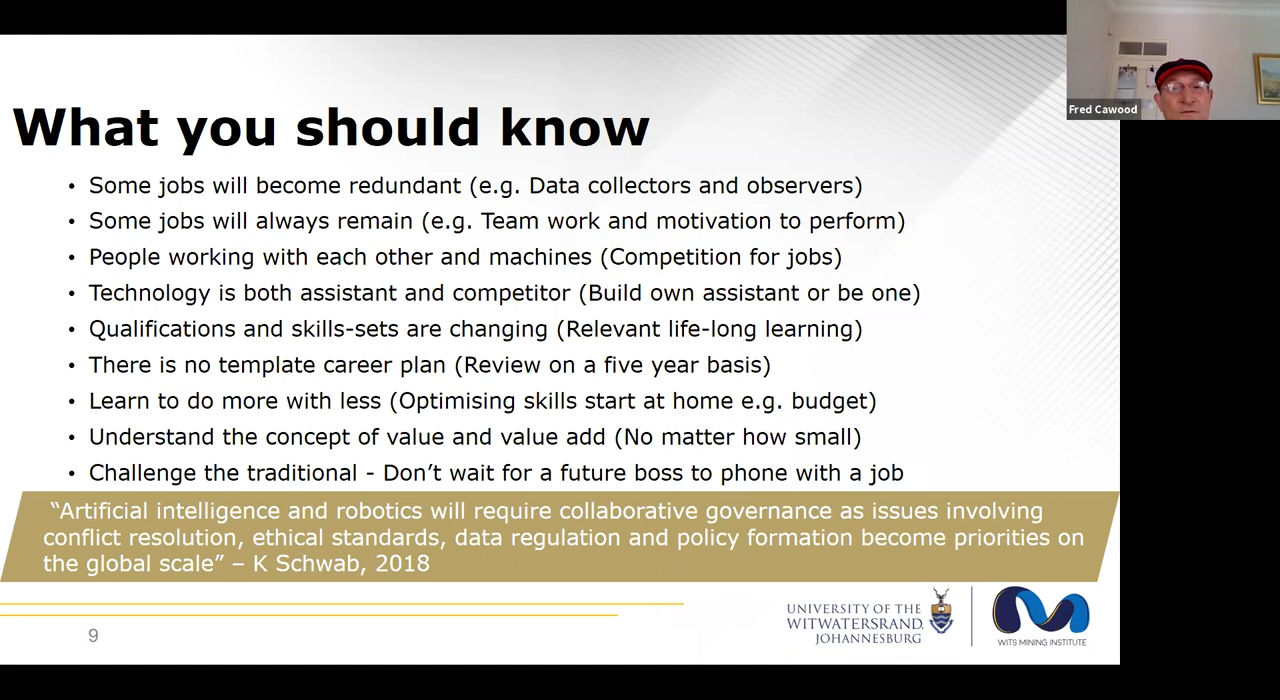 Fred Cawood
What you should know
• Some jobs will become redundant (e.g. Data collectors and observers)
• Some jobs will always remain (e.g. Team work and motivation to perform)
• People working with each other and machines (Competition for jobs)
• Technology is both assistant and competitor (Build own assistant or be one)
• Qualifications and skills-sets are changing (Relevant life-long learning)
• There is no template career plan (Review on a five year basis)
• Learn to do more with less (Optimising skills start at home e.g. budget)
• Understand the concept of value and value add (No matter how small)
• Challenge the traditional - Don’t wait for a future boss to phone with a job
“Artificial intelligence and robotics will require collaborative governance as issues involving
conflict resolution, ethical standards, data regulation and policy formation become priorities on
the global scale” – K Schwab, 2018
UNIVERSITY OF THE
WITWATERSRAND,
JOHANNESBURG
WITS MINING INSTITUTE
9